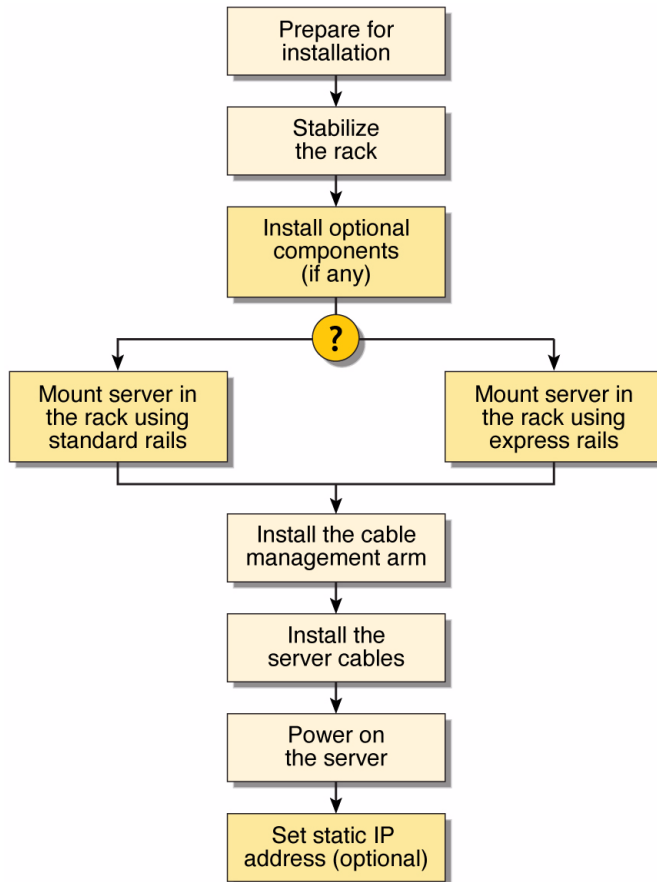 Prepare for
installation
Stabilize
the rack
Install optional
components
(if any)
?
Mount server in
the rack using
standard rails
Mount server in
the rack using
express rails
Install the cable
management arm
Install the
server cables
Power on
the server
Set static IP
address (optional)